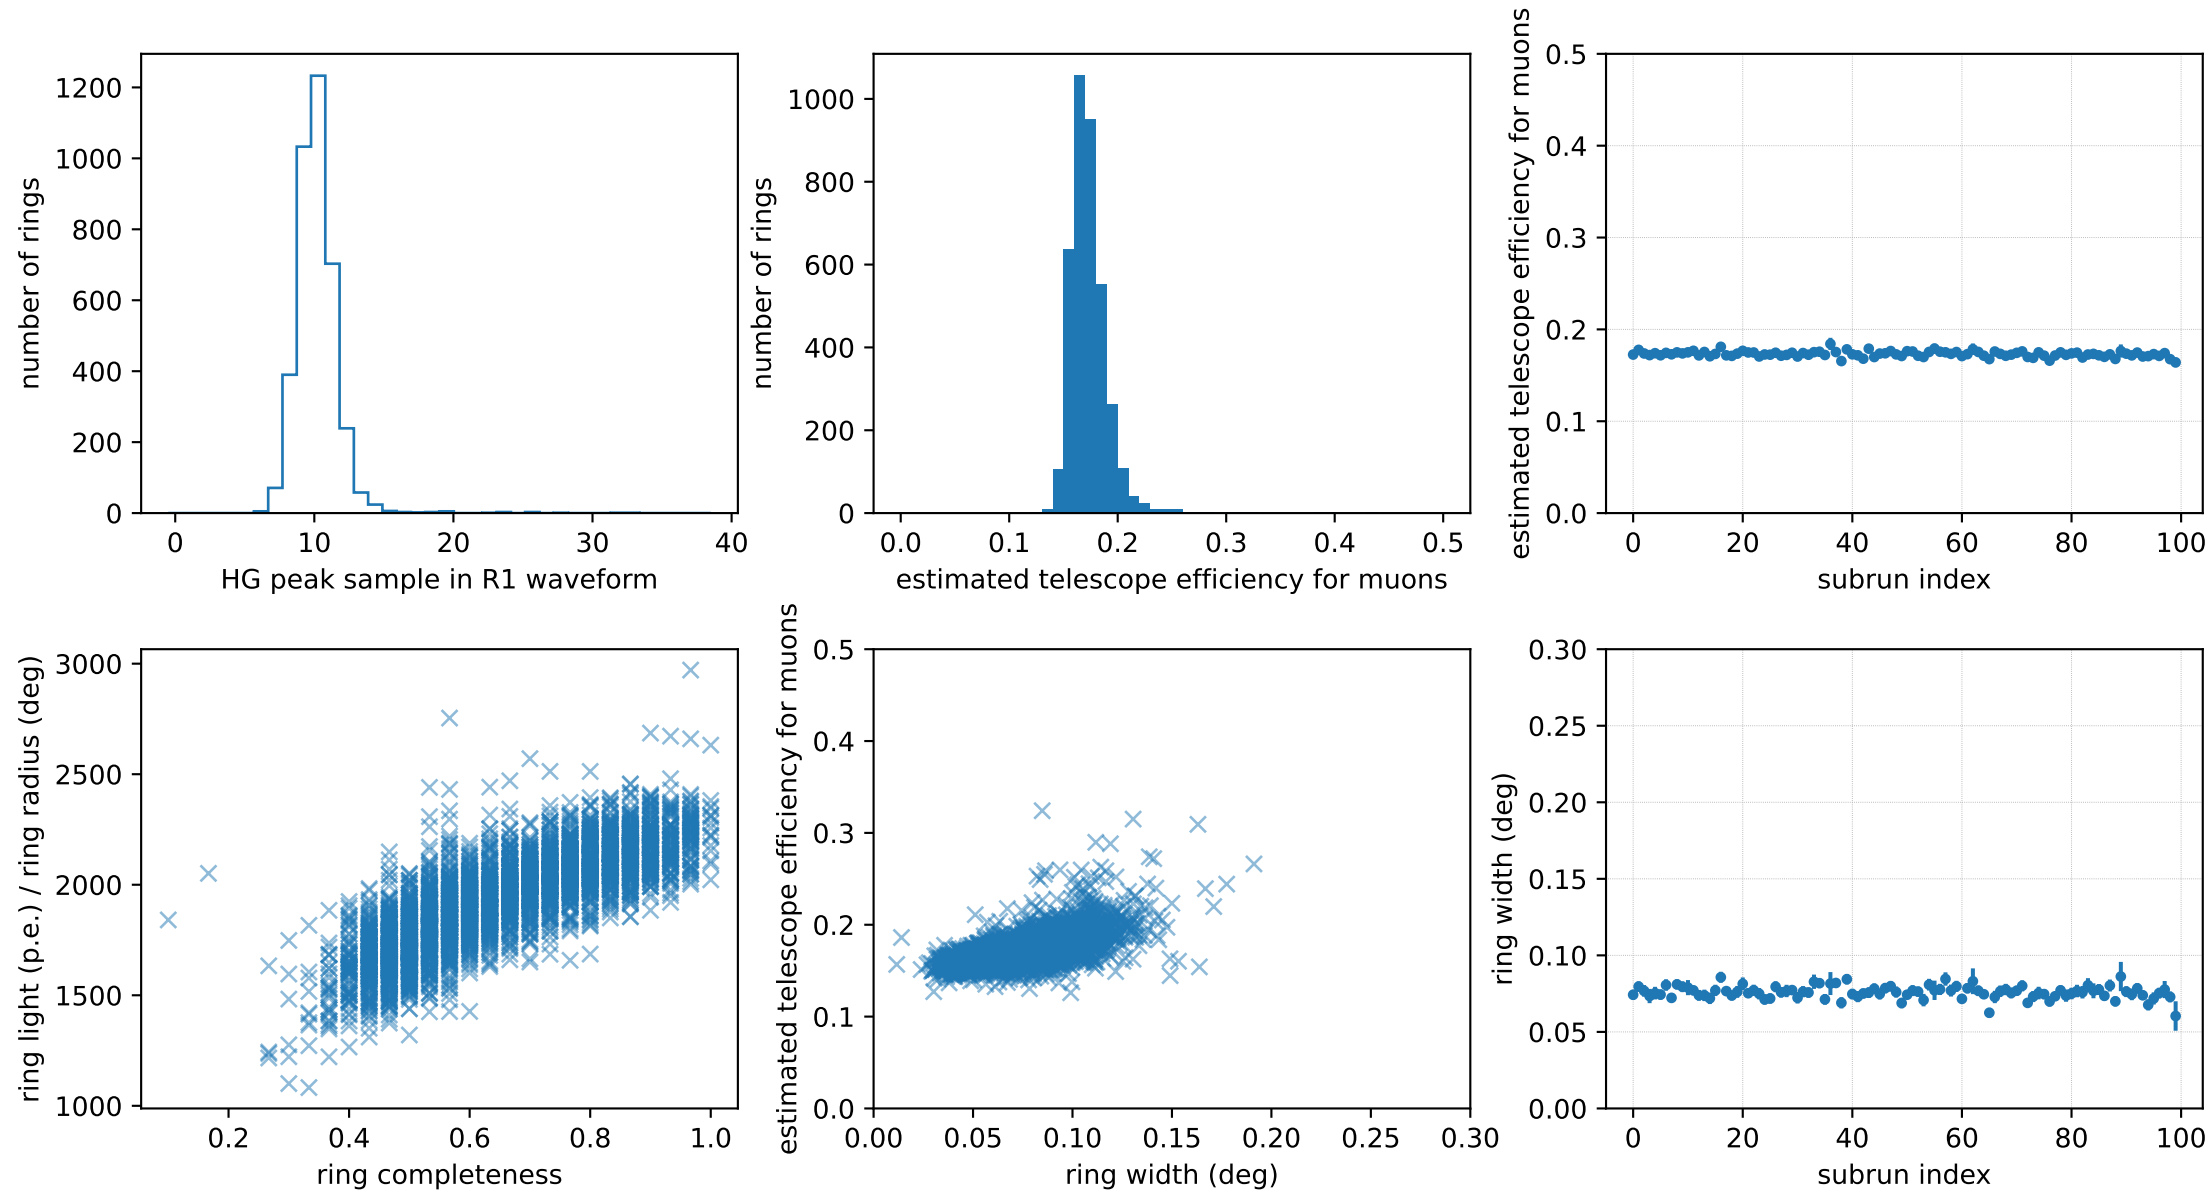 1200
1000
800
600
400
200
0
number of rings
0 10 20 30 40
HG peak sample in R1 waveform
1000
800
600
400
200
0
number of rings
0.0 0.1 0.2 0.3 0.4 0.5
estimated telescope efficiency for muons
0.5
0.4
0.3
0.2
0.1
0.0
estimated telescope efficiency for muons
0 20 40 60 80 100
subrun index
3000
2500
2000
1500
1000
ring light (p.e.) / ring radius (deg)
0.2 0.4 0.6 0.8 1.0
ring completeness
0.5
0.4
0.3
0.2
0.1
0.0
estimated telescope efficiency for muons
0.00 0.05 0.10 0.15 0.20 0.25 0.30
ring width (deg)
0.30
0.25
0.20
0.15
0.10
0.05
0.00
ring width (deg)
0 20 40 60 80 100
subrun index